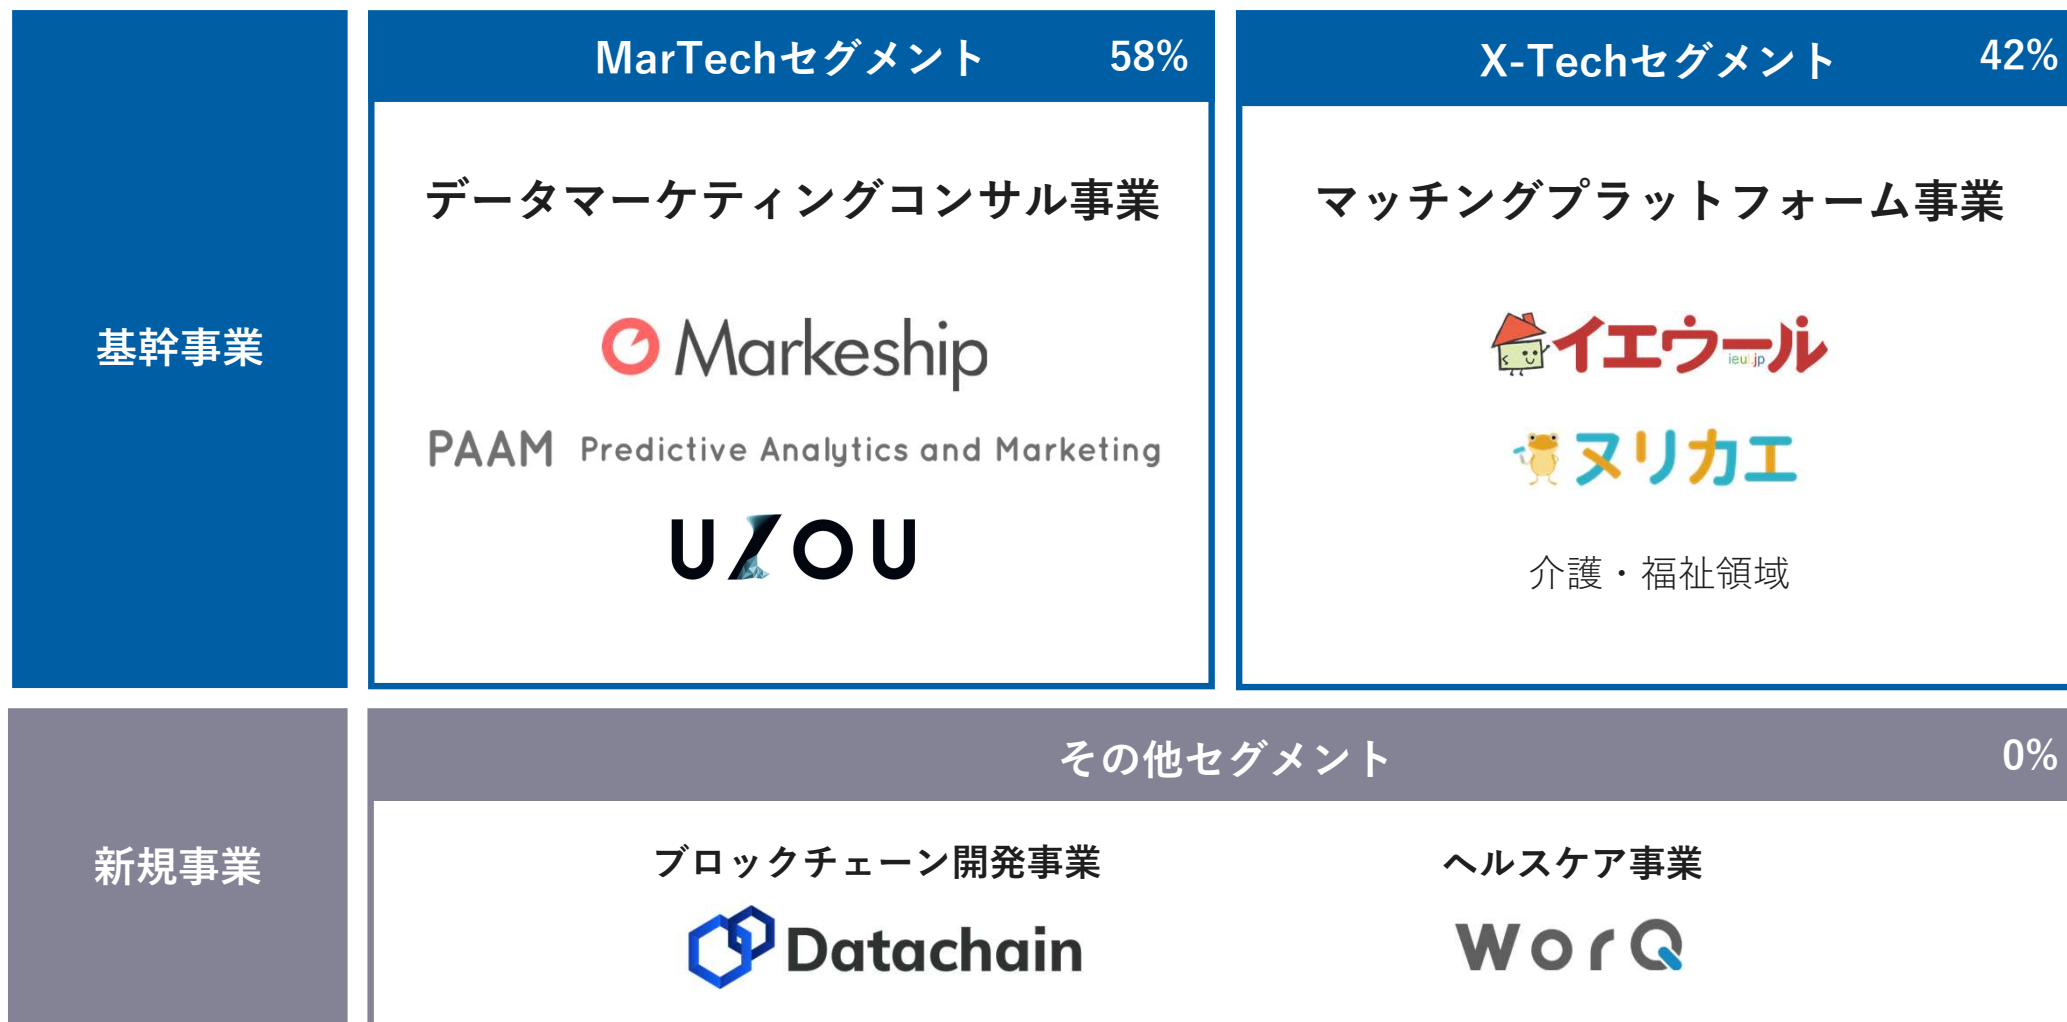 MarTechセグメント 58%
X-Techセグメント 42%
基幹事業
データマーケティングコンサル事業
Markeship
PAAM Predictive Analytics and Marketing
UZOU
マッチングプラットフォーム事業
イエウール
ieul.jp
ヌリカエ
介護・福祉領域
その他セグメント 0%
新規事業
ブロックチェーン開発事業
Datachain
ヘルスケア事業
WorQ